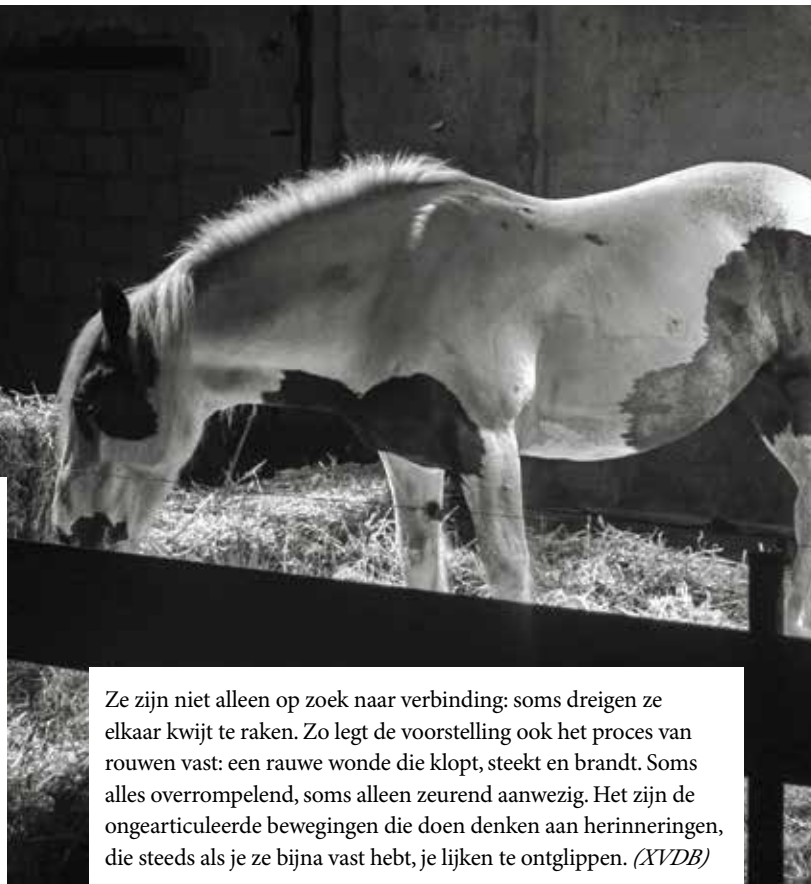 Ze zijn niet alleen op zoek naar verbinding: soms dreigen ze
elkaar kwijt te raken. Zo legt de voorstelling ook het proces van
rouwen vast: een rauwe wonde die klopt, steekt en brandt. Soms
alles overrompelend, soms alleen zeurend aanwezig. Het zijn de
ongearticuleerde bewegingen die doen denken aan herinneringen,
die steeds als je ze bijna vast hebt, je lijken te ontglippen. (XVDB)